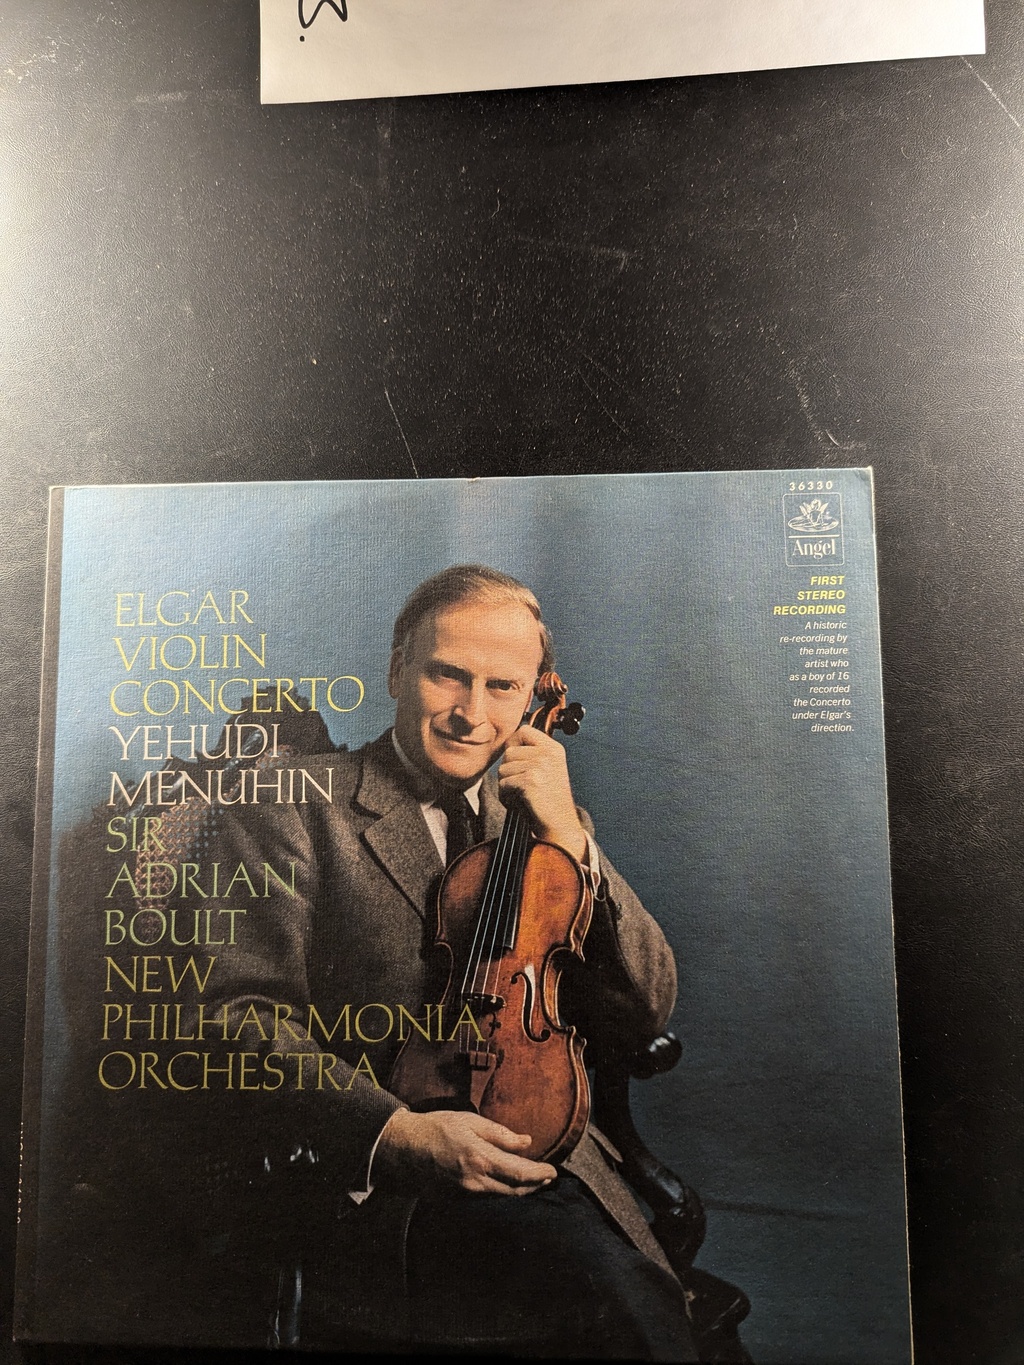 36330
Angel
FIRST
STEREO
RECORDING
A historic
re-recording by
the mature
artist who
as a boy of 16
recorded
the Concerto
under Elgar's
direction.
ELGAR
VIOLIN
CONCERTO
YEHUDI
MENUHIN
SIR
ADRIAN
BOULT
NEW
PHILHARMONIA
ORCHESTRA